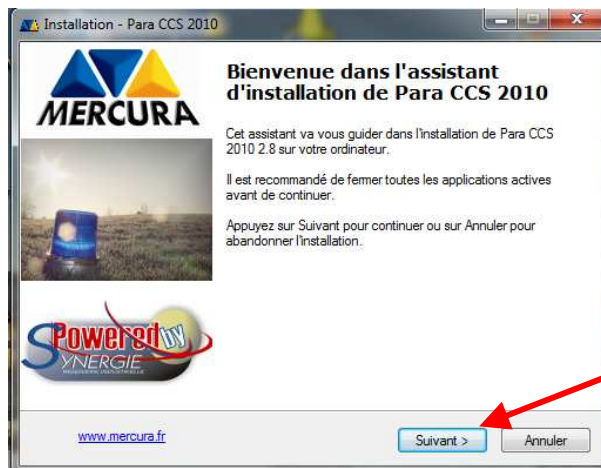 Installation - Para CCS 2010
MERCURA
Bienvenue dans l'assistant
d'installation de Para CCS 2010
Cet assistant va vous guider dans l'installation de Para CCS
2010 2.8 sur votre ordinateur.
Il est recommandé de fermer toutes les applications actives
avant de continuer.
Appuyez sur Suivant pour continuer ou sur Annuler pour
abandonner l'installation.
Powered by
SYNERGIE
www.mercura.fr
Suivant >
Annuler